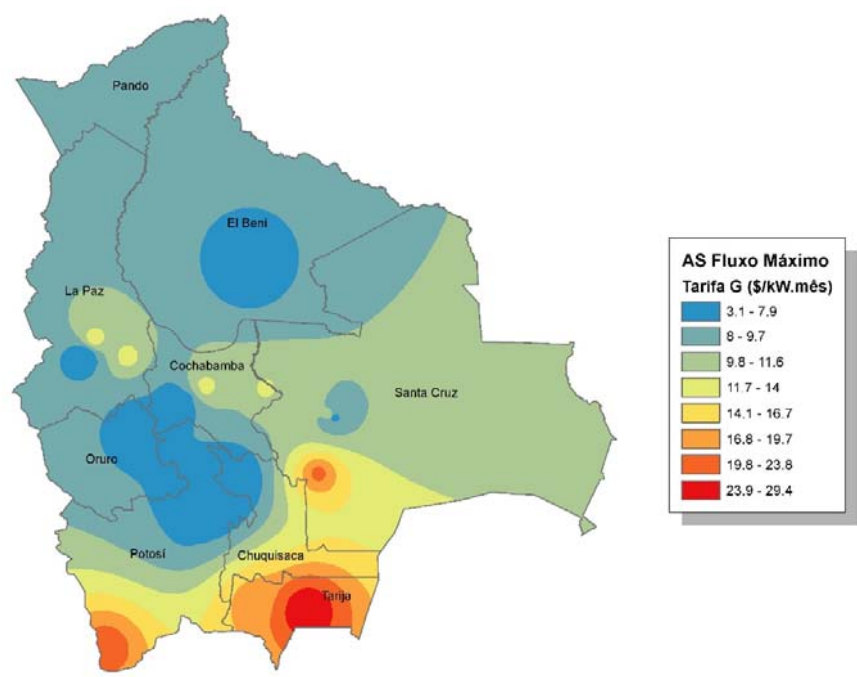 Pando
El Beni
La Paz
Cochabamba
Santa Cruz
Oruro
Potosí
Chuquisaca
Tarija
AS Fluxo Máximo
Tarifa G ($/kW.mês)
3.1 - 7.9
8 - 9.7
9.8 - 11.6
11.7 - 14
14.1 - 16.7
16.8 - 19.7
19.8 - 23.8
23.9 - 29.4